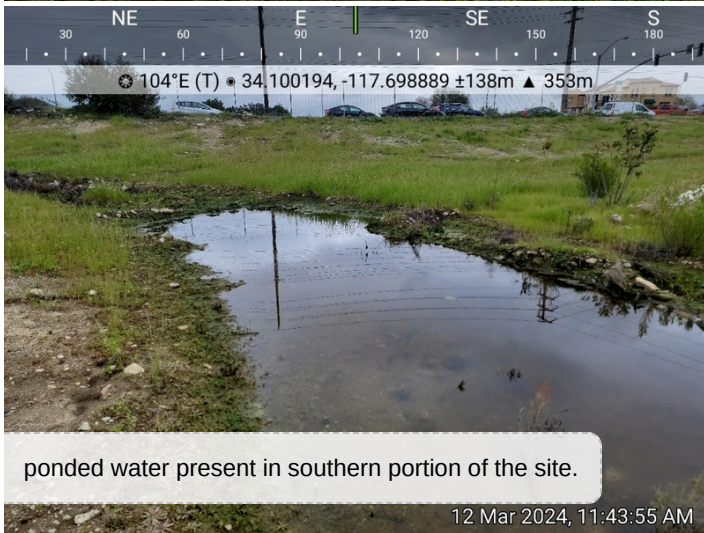 NE E SE S
30 60 90 120 150 180
104°E (T) ◉ 34.100194, -117.698889 ±138m ▲ 353m
ponded water present in southern portion of the site.
12 Mar 2024, 11:43:55 AM